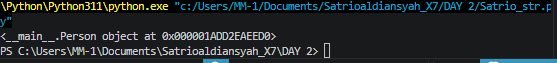 \Python\Python311\python.exe "c:/Users/MM-1/Documents/Satrioaldiansyah_X7/DAY 2/Satrio_str.p
y"
<__main__.Person object at 0x000001ADD2EAEED0>
PS C:\Users\MM-1\Documents\Satrioaldiansyah_X7\DAY 2>